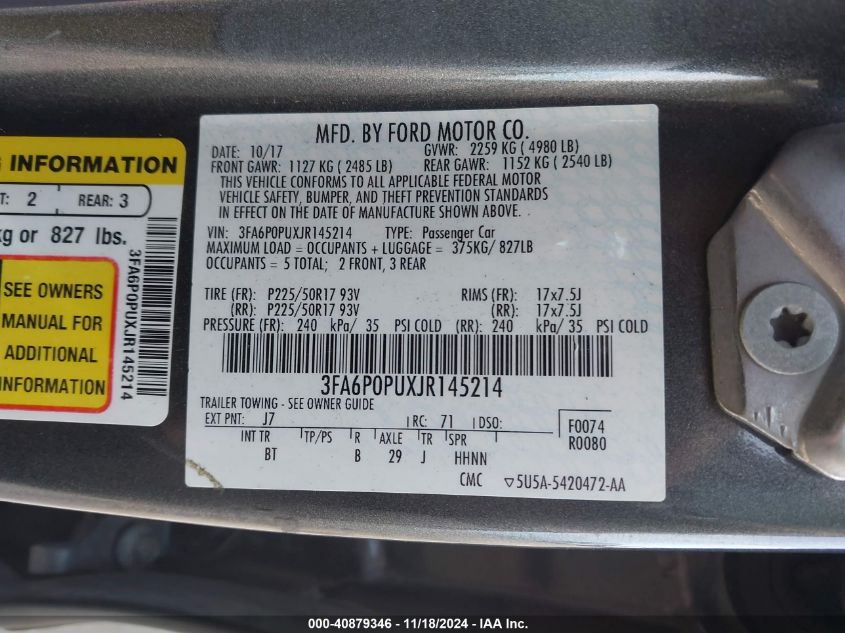 MFD. BY FORD MOTOR CO.
DATE: 10/17 GVWR: 2259 KG ( 4980 LB)
FRONT GAWR: 1127 KG ( 2485 LB) REAR GAWR: 1152 KG ( 2540 LB)
THIS VEHICLE CONFORMS TO ALL APPLICABLE FEDERAL MOTOR
VEHICLE SAFETY, BUMPER, AND THEFT PREVENTION STANDARDS
IN EFFECT ON THE DATE OF MANUFACTURE SHOWN ABOVE.
VIN: 3FA6P0PUXJR145214 TYPE: Passenger Car
MAXIMUM LOAD = OCCUPANTS + LUGGAGE = 375KG/ 827LB
OCCUPANTS = 5 TOTAL; 2 FRONT, 3 REAR
TIRE (FR): P225/50R17 93V RIMS (FR): 17x7.5J
(RR): P225/50R17 93V (RR): 17x7.5J
PRESSURE (FR): 240 kPa/ 35 PSI COLD (RR): 240 kPa/ 35 PSI COLD
3FA6P0PUXJR145214
TRAILER TOWING - SEE OWNER GUIDE
EXT PNT: J7 RC: 71 DSO: F0074
R0080
INT TR TP/PS R AXLE TR SPR
BT B 29 J HHNN
CMC ▽5U5A-5420472-AA
INFORMATION
2 REAR: 3
kg or 827 lbs.
SEE OWNERS
MANUAL FOR
ADDITIONAL
INFORMATION
3FA6P0PUXJR145214
000-40879346 - 11/18/2024 - IAA Inc.